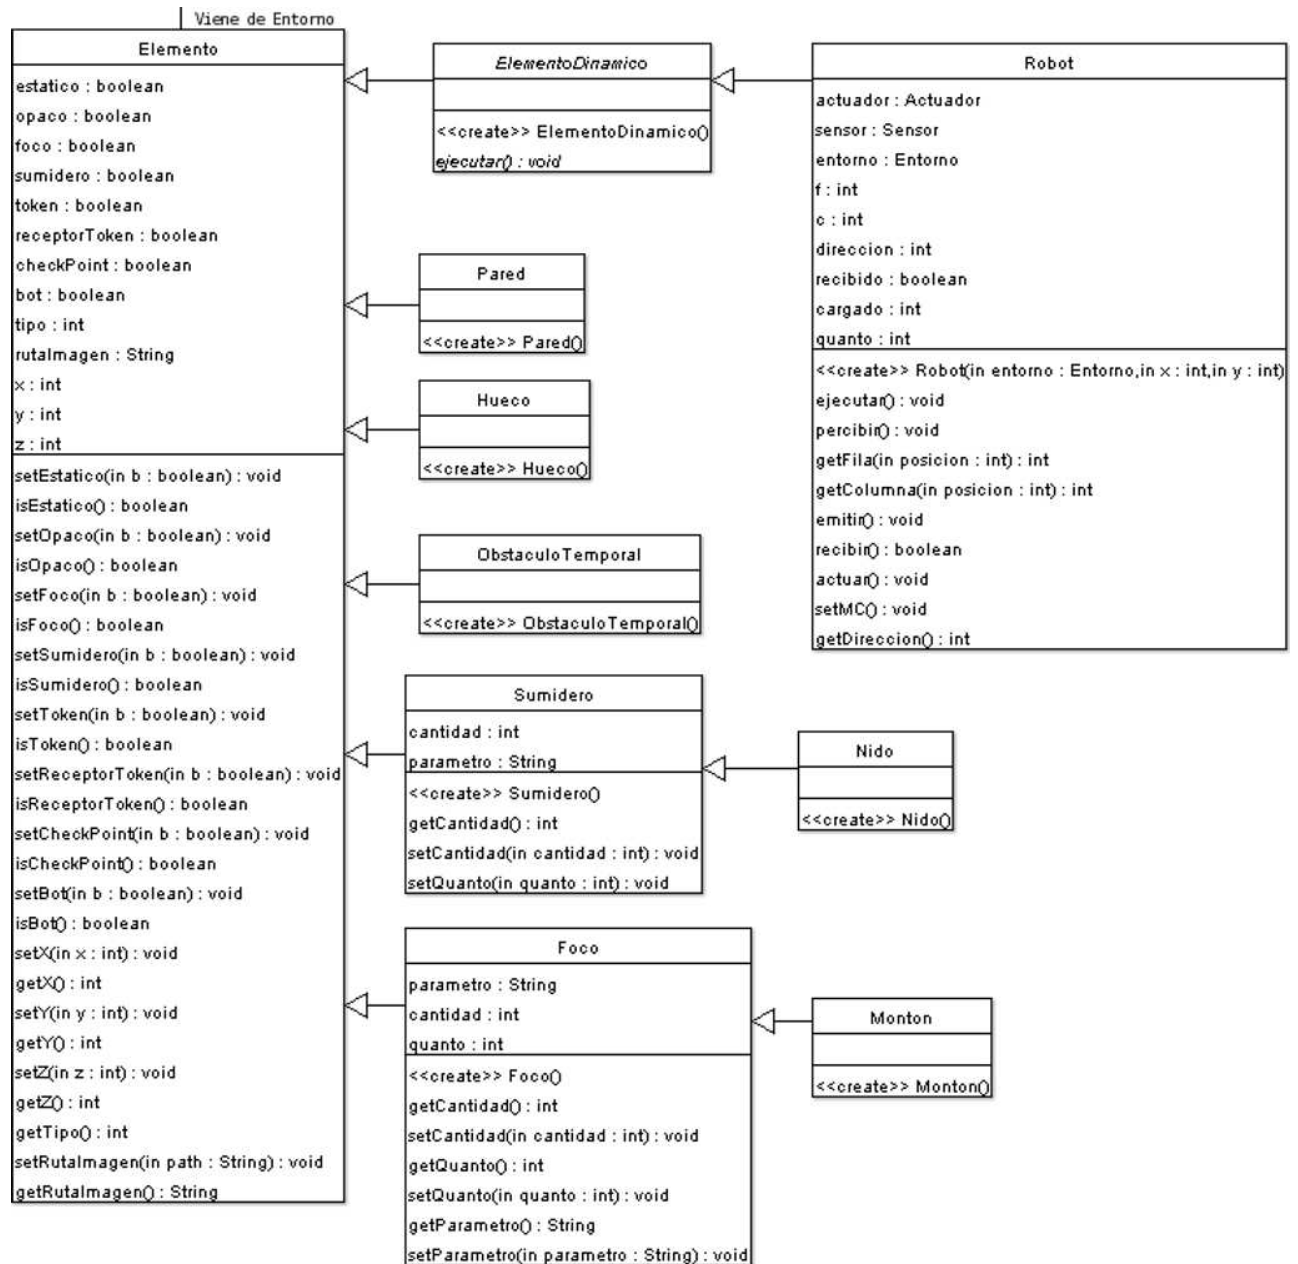 Viene de Entorno
Elemento
estatico : boolean
opaco : boolean
foco : boolean
sumidero : boolean
token : boolean
receptorToken : boolean
checkPoint : boolean
bot : boolean
tipo : int
rutaImagen : String
x : int
y : int
z : int
setEstatico(in b : boolean) : void
isEstatico() : boolean
setOpaco(in b : boolean) : void
isOpaco() : boolean
setFoco(in b : boolean) : void
isFoco() : boolean
setSumidero(in b : boolean) : void
isSumidero() : boolean
setToken(in b : boolean) : void
isToken() : boolean
setReceptorToken(in b : boolean) : void
isReceptorToken() : boolean
setCheckPoint(in b : boolean) : void
isCheckPoint() : boolean
setBot(in b : boolean) : void
isBot() : boolean
setX(in x : int) : void
getX() : int
setY(in y : int) : void
getY() : int
setZ(in z : int) : void
getZ() : int
getTipo() : int
setRutaImagen(in path : String) : void
getRutaImagen() : String
ElementoDinamico
<<create>> ElementoDinamico()
ejecutar() : void
Robot
actuador : Actuador
sensor : Sensor
entorno : Entorno
f : int
c : int
direccion : int
recibido : boolean
cargado : int
quanto : int
<<create>> Robot(in entorno : Entorno,in x : int,in y : int)
ejecutar() : void
percibir() : void
getFila(in posicion : int) : int
getColumna(in posicion : int) : int
emitir() : void
recibir() : boolean
actuar() : void
setMC() : void
getDireccion() : int
Pared
<<create>> Pared()
Hueco
<<create>> Hueco()
ObstaculoTemporal
<<create>> ObstaculoTemporal()
Sumidero
cantidad : int
parametro : String
<<create>> Sumidero()
getCantidad() : int
setCantidad(in cantidad : int) : void
setQuanto(in quanto : int) : void
Nido
<<create>> Nido()
Foco
parametro : String
cantidad : int
quanto : int
<<create>> Foco()
getCantidad() : int
setCantidad(in cantidad : int) : void
getQuanto() : int
setQuanto(in quanto : int) : void
getParametro() : String
setParametro(in parametro : String) : void
Monton
<<create>> Monton()